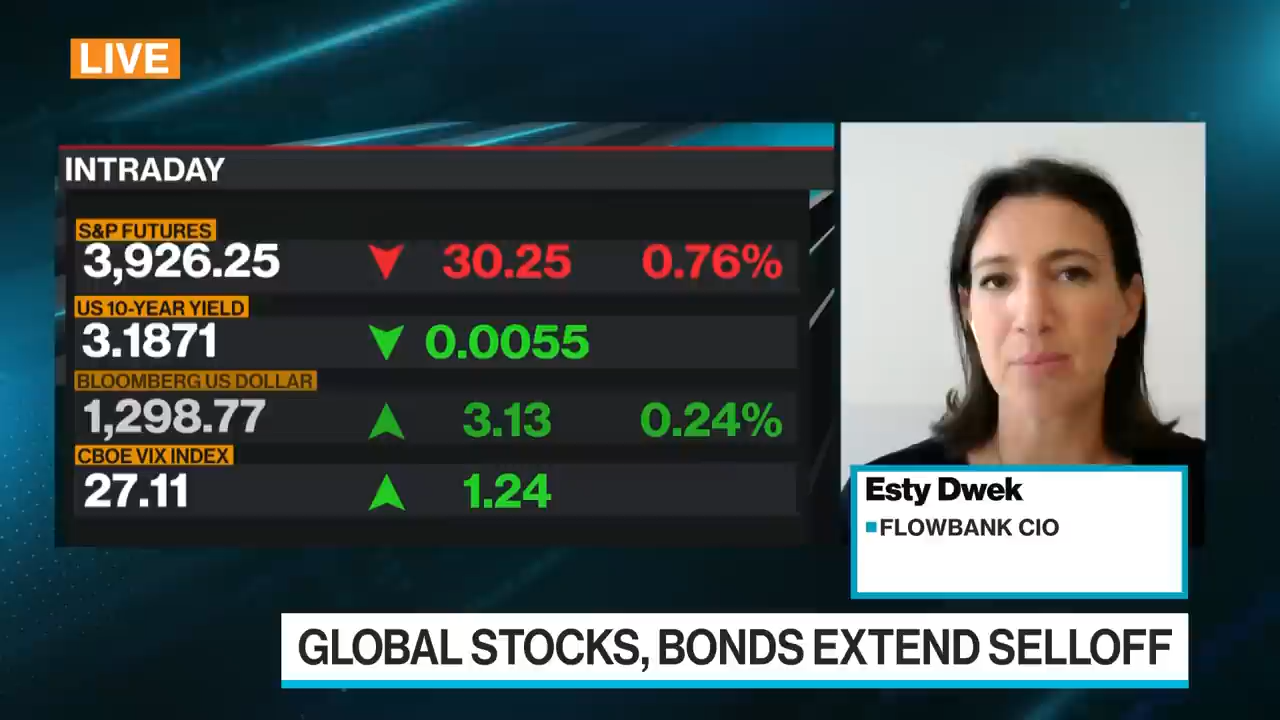 LIVE
INTRADAY
S&P FUTURES
3,926.25 30.25 0.76%
US 10-YEAR YIELD
3.1871 0.0055
BLOOMBERG US DOLLAR
1,298.77 3.13 0.24%
CBOE VIX INDEX
27.11 1.24
Esty Dwek
FLOWBANK CIO
GLOBAL STOCKS, BONDS EXTEND SELLOFF